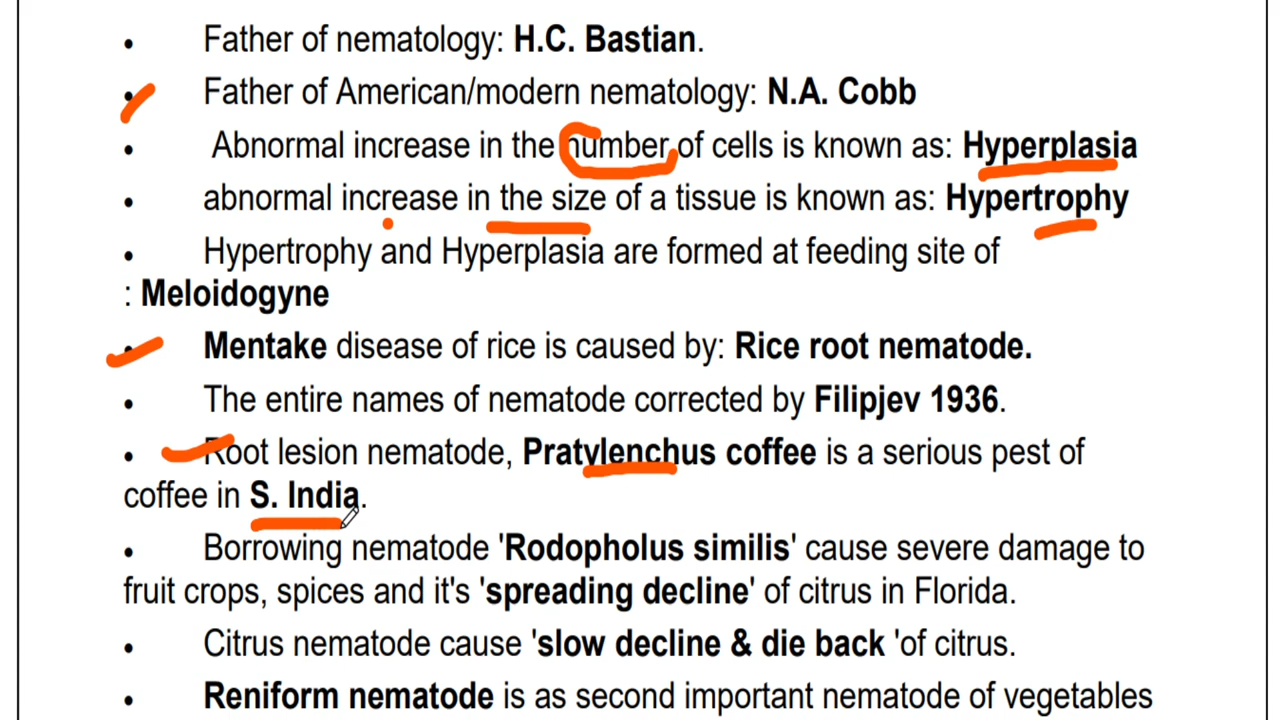 • Father of nematology: H.C. Bastian.
• Father of American/modern nematology: N.A. Cobb
• Abnormal increase in the number of cells is known as: Hyperplasia
• abnormal increase in the size of a tissue is known as: Hypertrophy
• Hypertrophy and Hyperplasia are formed at feeding site of
: Meloidogyne
• Mentake disease of rice is caused by: Rice root nematode.
• The entire names of nematode corrected by Filipjev 1936.
• Root lesion nematode, Pratylenchus coffee is a serious pest of
coffee in S. India.
• Borrowing nematode 'Rodopholus similis' cause severe damage to
fruit crops, spices and it's 'spreading decline' of citrus in Florida.
• Citrus nematode cause 'slow decline & die back 'of citrus.
• Reniform nematode is as second important nematode of vegetables